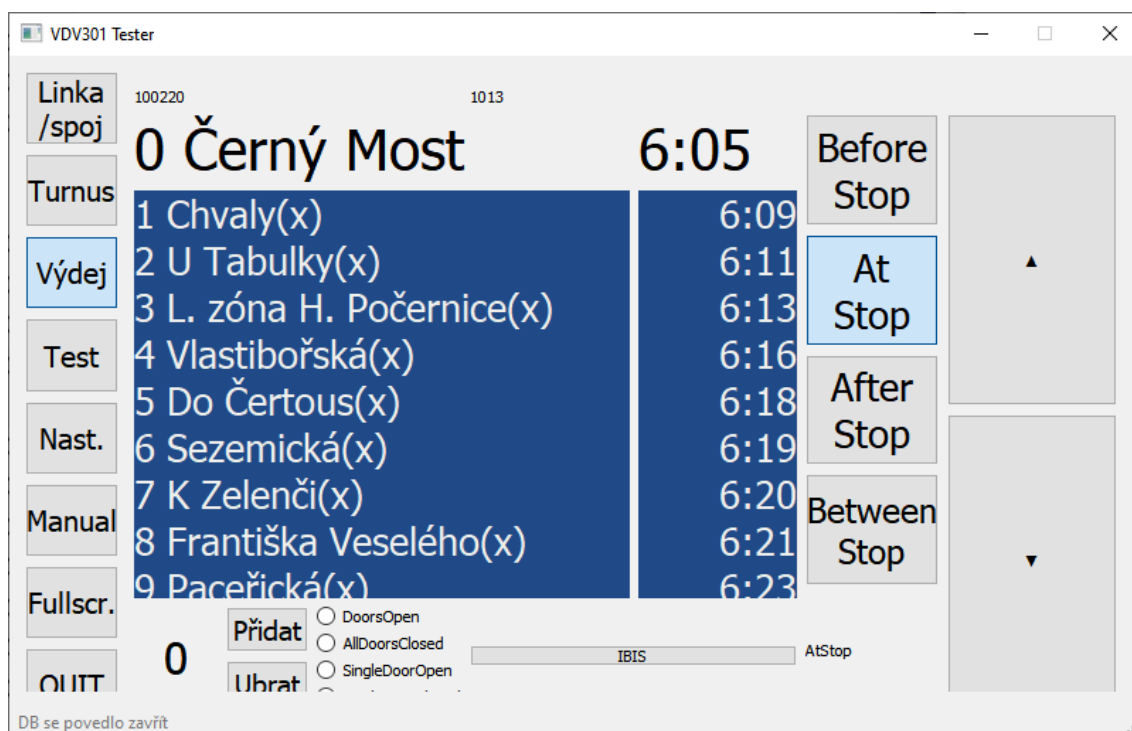 VDV301 Tester
Linka
/spoj
Turnus
Výdej
Test
Nast.
Manual
Fullscr.
QUIT
100220
1013
0 Černý Most
6:05
1 Chvaly(x)
6:09
2 U Tabulky(x)
6:11
3 L. zóna H. Počernice(x)
6:13
4 Vlastibořská(x)
6:16
5 Do Čertous(x)
6:18
6 Sezemická(x)
6:19
7 K Zelenči(x)
6:20
8 Františka Veselého(x)
6:21
9 Paceřická(x)
6:23
Before
Stop
At
Stop
After
Stop
Between
Stop
▲
▼
0
Přidat
Ubrat
DoorsOpen
AllDoorsClosed
SingleDoorOpen
IBIS
AtStop
DB se povedlo zavřít